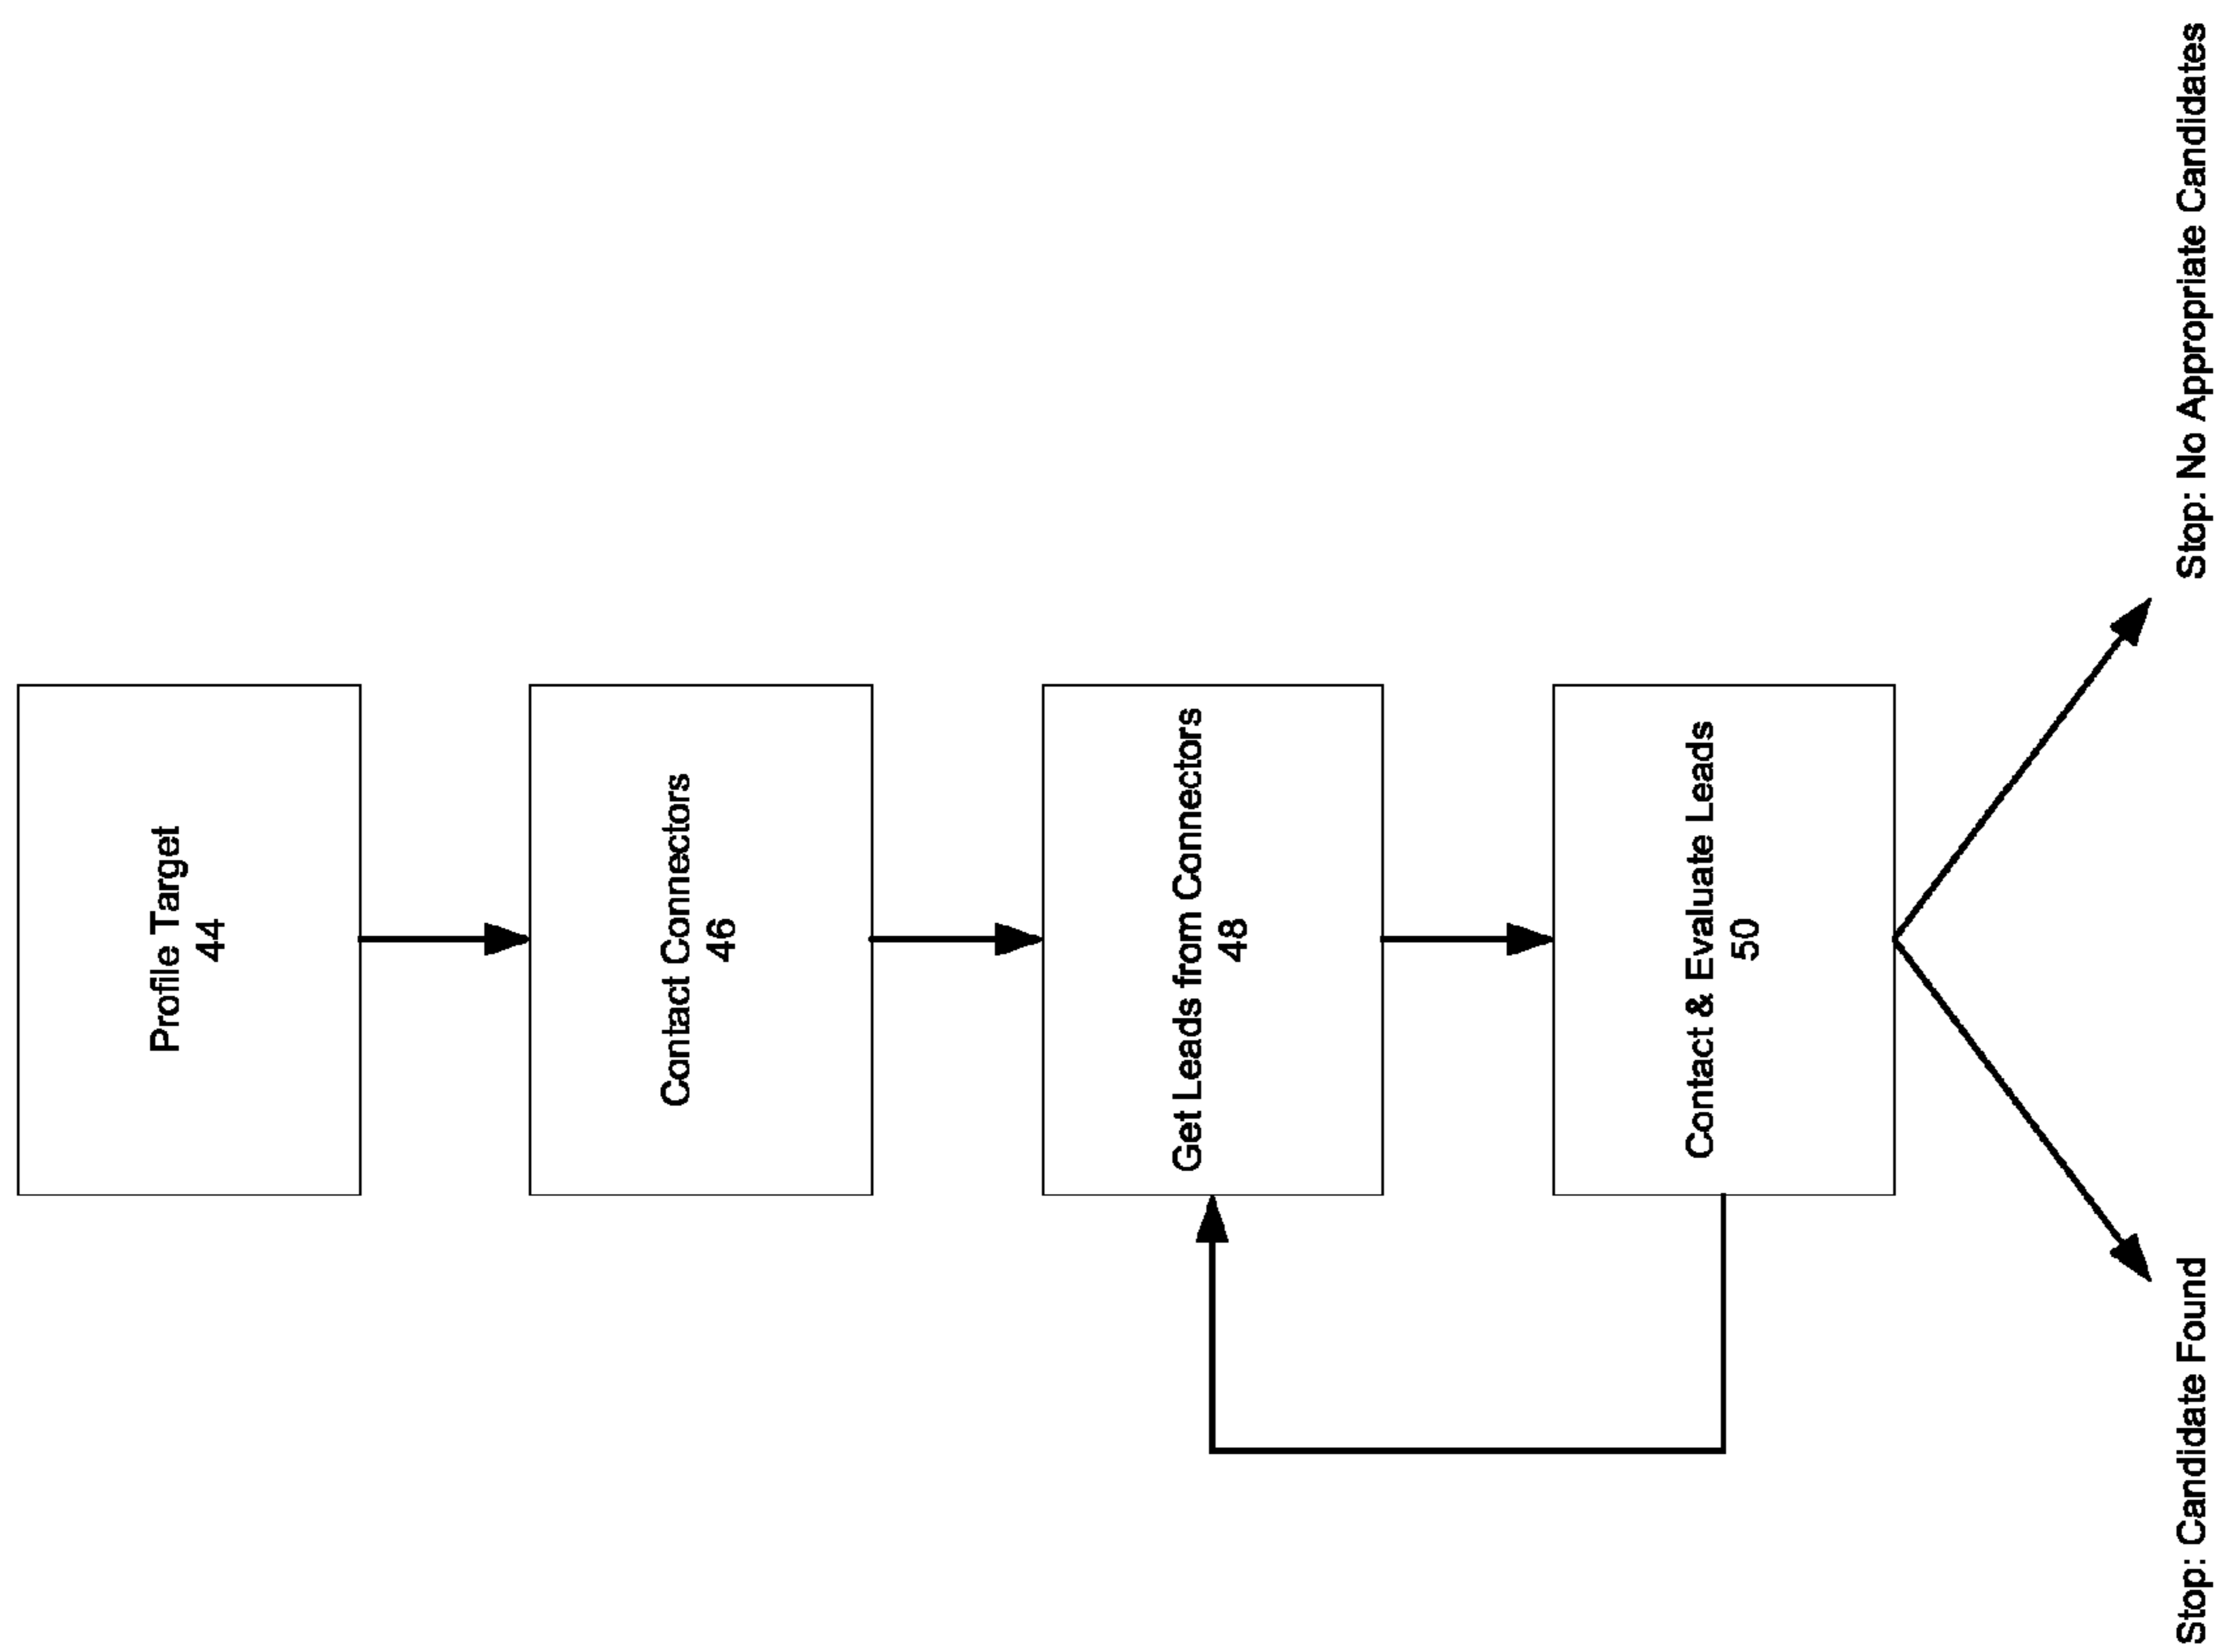 Profile Target
44
Contact Connectors
46
Get Leads from Connectors
48
Contact & Evaluate Leads
50
Stop: Candidate Found
Stop: No Appropriate Candidates